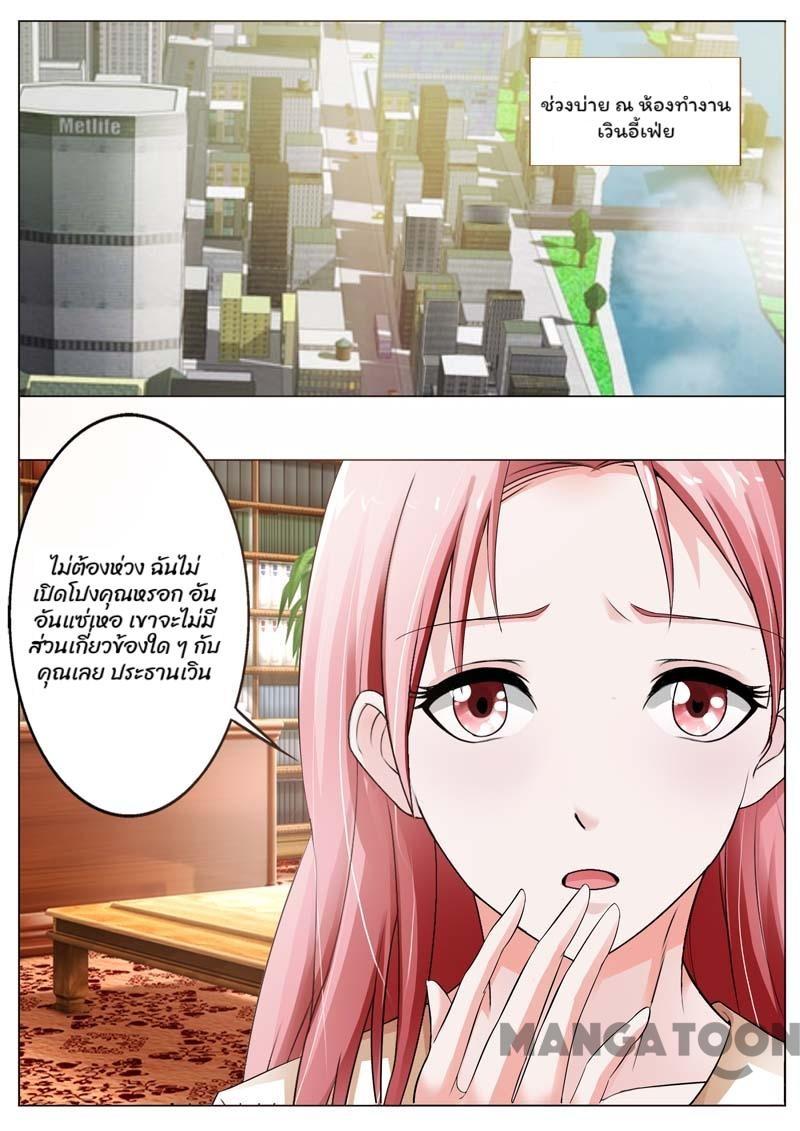 Metlife
ช่วงบ่าย ณ ห้องทำงาน
เวินอี้เฟ่ย
ไม่ต้องห่วง ฉันไม่
เปิดโปงคุณหรอก อัน
อันแซ่เหอ เขาจะไม่มี
ส่วนเกี่ยวข้องใด ๆ กับ
คุณเลย ประธานเวิน
MANGATOON